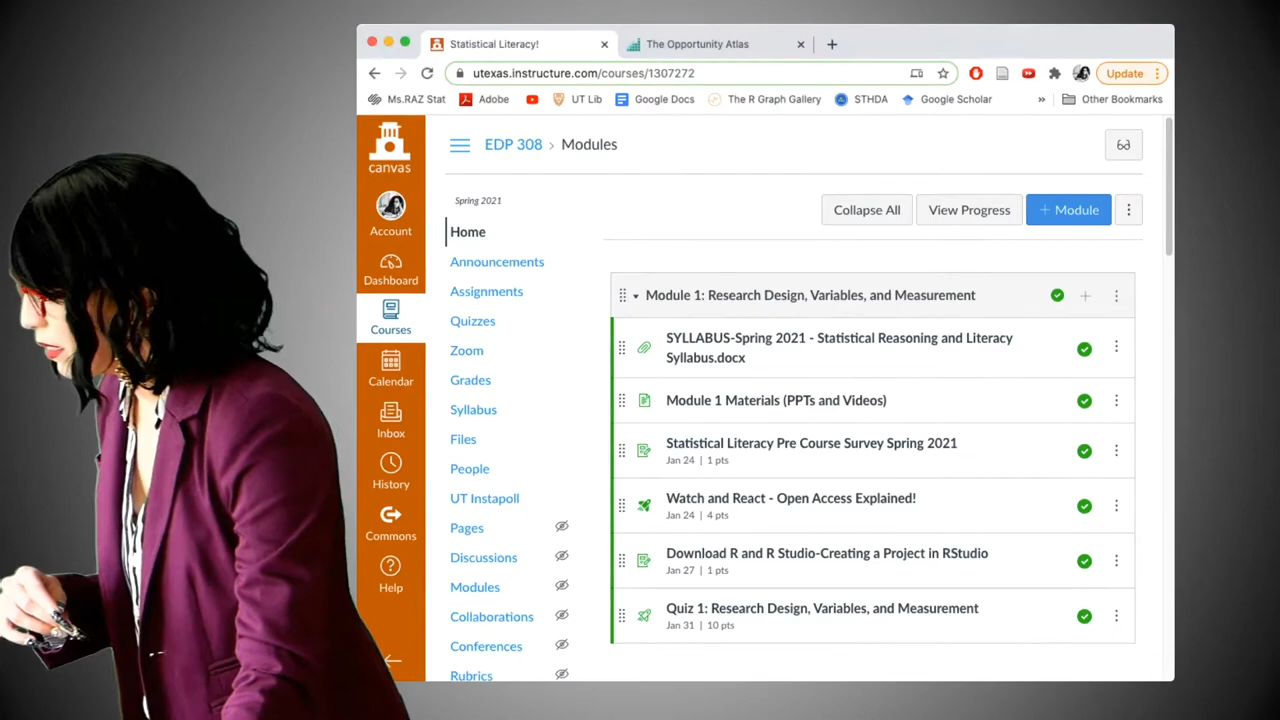 Statistical Literacy!
The Opportunity Atlas
utexas.instructure.com/courses/1307272
Update
Ms.RAZ Stat
Adobe
UT Lib
Google Docs
The R Graph Gallery
STHDA
Google Scholar
»
Other Bookmarks
canvas
Account
Dashboard
Courses
Calendar
Inbox
History
Commons
Help
EDP 308 › Modules
Spring 2021
Home
Announcements
Assignments
Quizzes
Zoom
Grades
Syllabus
Files
People
UT Instapoll
Pages
Discussions
Modules
Collaborations
Conferences
Rubrics
Collapse All
View Progress
+ Module
Module 1: Research Design, Variables, and Measurement
SYLLABUS-Spring 2021 - Statistical Reasoning and Literacy
Syllabus.docx
Module 1 Materials (PPTs and Videos)
Statistical Literacy Pre Course Survey Spring 2021
Jan 24 | 1 pts
Watch and React - Open Access Explained!
Jan 24 | 4 pts
Download R and R Studio-Creating a Project in RStudio
Jan 27 | 1 pts
Quiz 1: Research Design, Variables, and Measurement
Jan 31 | 10 pts